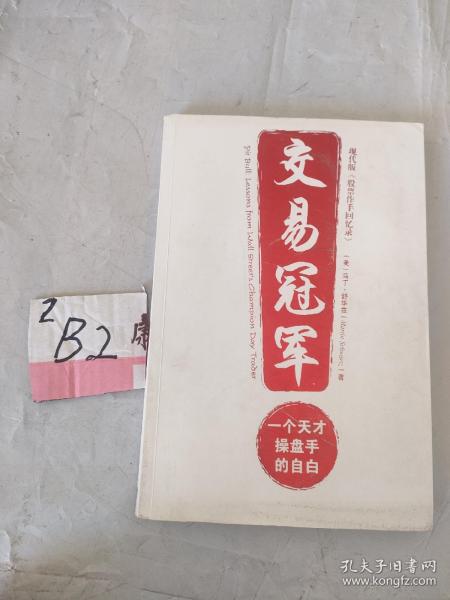 现代版《股票作手回忆录》
(美)马丁·舒华兹(Martin Schwartz)著
交易冠军
Pit Bull: Lessons from Wall Street's Champion Day Trader
一个天才
操盘手
的自白
2
B2
孔夫子旧书网
www.kongfz.com